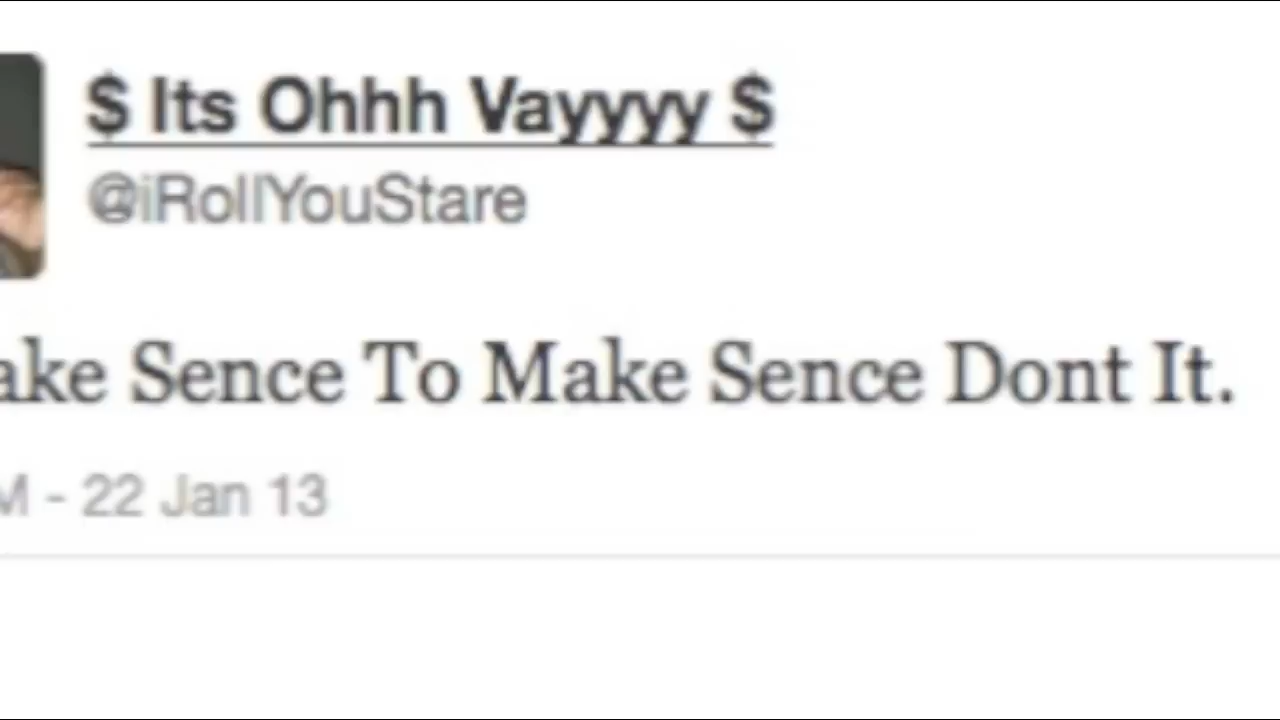 $ Its Ohhh Vayyyy $
@iRollYouStare
ake Sence To Make Sence Dont It.
M - 22 Jan 13